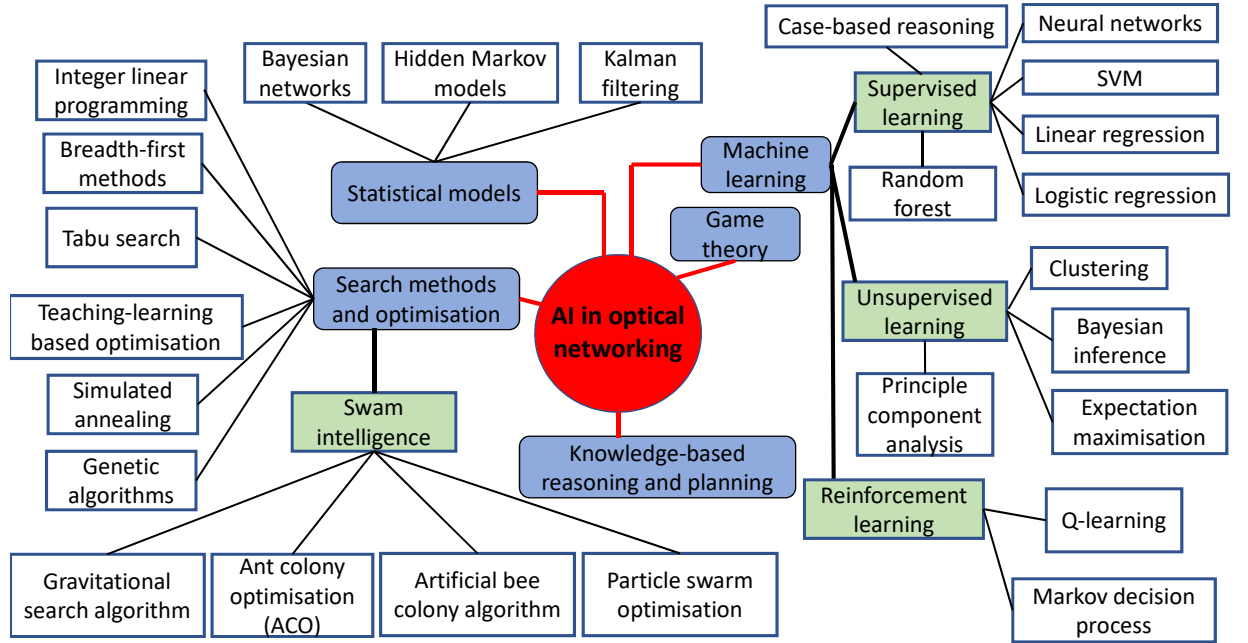 Case-based reasoning
Neural networks
Bayesian
networks
Hidden Markov
models
Kalman
filtering
Integer linear
programming
SVM
Supervised
learning
Linear regression
Breadth-first
methods
Machine
learning
Statistical models
Random
forest
Logistic regression
Tabu search
Game
theory
Search methods
and optimisation
Clustering
Unsupervised
learning
Teaching-learning
based optimisation
AI in optical
networking
Bayesian
inference
Simulated
annealing
Swam
intelligence
Principle
component
analysis
Expectation
maximisation
Genetic
algorithms
Knowledge-based
reasoning and planning
Reinforcement
learning
Q-learning
Gravitational
search algorithm
Ant colony
optimisation
(ACO)
Artificial bee
colony algorithm
Particle swarm
optimisation
Markov decision
process